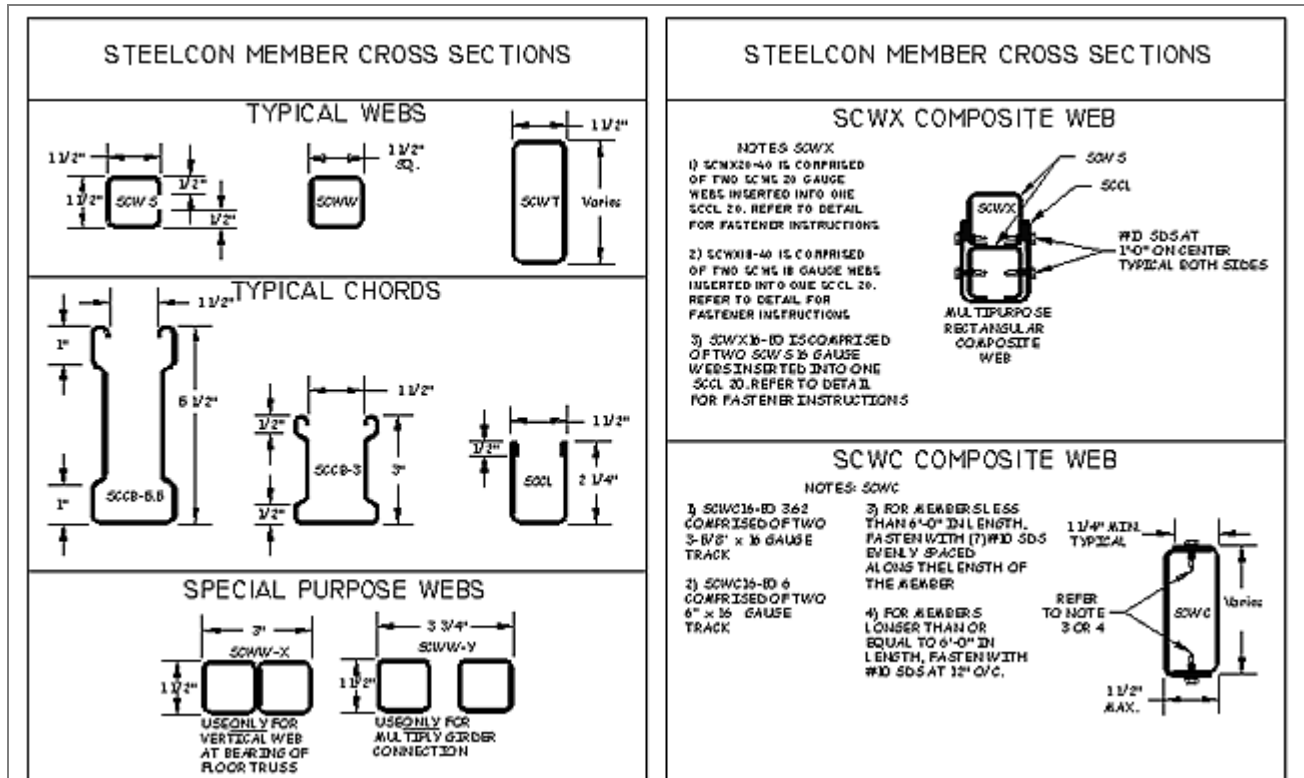 STEELCON MEMBER CROSS SECTIONS
TYPICAL WEBS
1 1/2"
1 1/2"
SCWS
1/2"
1/2"
1 1/2"
SQ.
SCWW
1 1/2"
SCWT
Varies
TYPICAL CHORDS
1 1/2"
1"
1"
SCCB-5.5
1 1/2"
1/2"
1/2"
SCCB-3
3"
1 1/2"
1/2"
SCCL
2 1/4"
SPECIAL PURPOSE WEBS
3"
SCWW-X
1 1/2"
USE ONLY FOR
VERTICAL WEB
AT BEARING OF
FLOOR TRUSS
3 3/4"
SCWW-Y
1 1/2"
USE ONLY FOR
MULTIPLY GIRDER
CONNECTION
STEELCON MEMBER CROSS SECTIONS
SCWX COMPOSITE WEB
NOTES: SCWX
1) SCWX20-40 IS COMPRISED
OF TWO SCWS 20 GAUGE
WEBS INSERTED INTO ONE
SCCL 20. REFER TO DETAIL
FOR FASTENER INSTRUCTIONS
2) SCWX18-40 IS COMPRISED
OF TWO SCWS 18 GAUGE WEBS
INSERTED INTO ONE SCCL 20.
REFER TO DETAIL FOR
FASTENER INSTRUCTIONS
3) SCWX16-50 IS COMPRISED
OF TWO SCWS 16 GAUGE
WEBS INSERTED INTO ONE
SCCL 20. REFER TO DETAIL
FOR FASTENER INSTRUCTIONS
SCWS
SCCL
SCWX
#10 SDS AT
1'-0" ON CENTER
TYPICAL BOTH SIDES
MULTIPURPOSE
RECTANGULAR
COMPOSITE
WEB
SCWC COMPOSITE WEB
NOTES: SCWC
1) SCWC16-50 3.62
COMPRISED OF TWO
3-5/8" x 16 GAUGE
TRACK
2) SCWC16-50 6
COMPRISED OF TWO
6" x 16 GAUGE
TRACK
3) FOR MEMBERS LESS
THAN 6'-0" IN LENGTH,
FASTEN WITH (7) #10 SDS
EVENLY SPACED
ALONG THE LENGTH OF
THE MEMBER
4) FOR MEMBERS
LONGER THAN OR
EQUAL TO 6'-0" IN
LENGTH, FASTEN WITH
#10 SDS AT 12" O/C.
1 1/4" MIN.
TYPICAL
REFER
TO NOTE
3 OR 4
SCWC
Varies
1 1/2"
MAX.